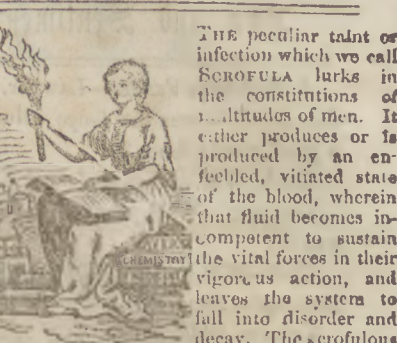 THE peculiar taint or
infection which we call
SCROFULA lurks in
the constitutions of
m...ltitudes of men. It
either produces or is
produced by an en-
feebled, vitiated state
of the blood, wherein
that fluid becomes in-
competent to sustain
the vital forces in their
vigorous action, and
leaves the system to
fall into disorder and
decay. The scrofulous
CHEMISTRY